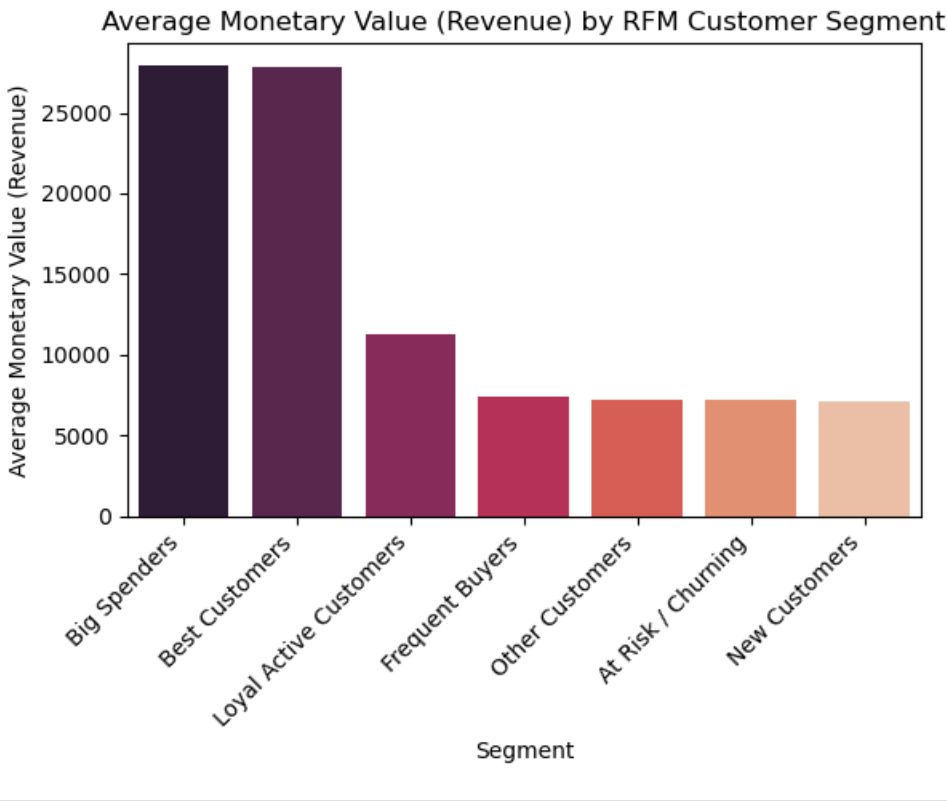 Average Monetary Value (Revenue) by RFM Customer Segment
Average Monetary Value (Revenue)
25000
20000
15000
10000
5000
0
Big Spenders
Best Customers
Loyal Active Customers
Frequent Buyers
Other Customers
At Risk / Churning
New Customers
Segment